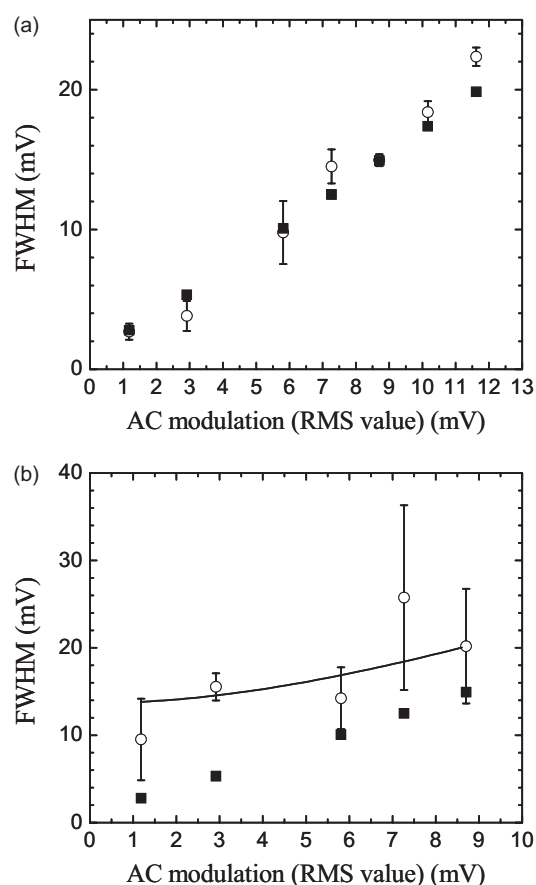 (a)
20
10
0
FWHM (mV)
0 1 2 3 4 5 6 7 8 9 10 11 12 13
AC modulation (RMS value) (mV)
(b)
40
30
20
10
0
FWHM (mV)
0 1 2 3 4 5 6 7 8 9 10
AC modulation (RMS value) (mV)